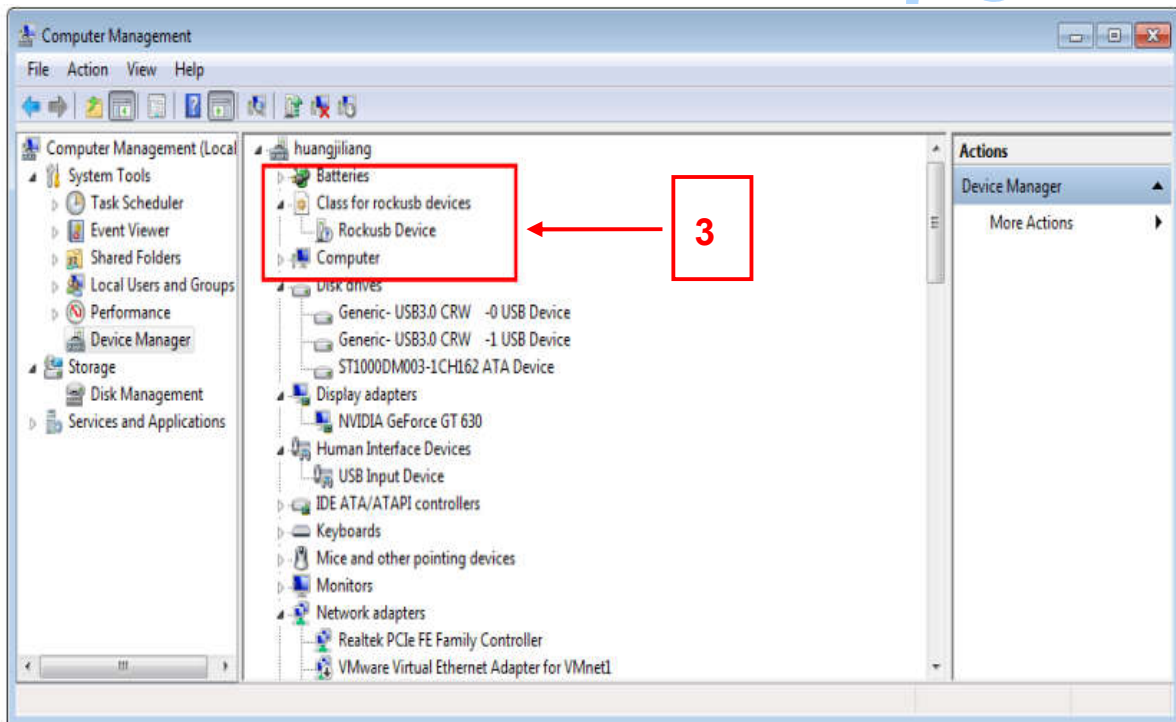 Computer Management
File Action View Help
Computer Management (Local
System Tools
Task Scheduler
Event Viewer
Shared Folders
Local Users and Groups
Performance
Device Manager
Storage
Disk Management
Services and Applications
huangjiliang
Batteries
Class for rockusb devices
Rockusb Device
Computer
Disk drives
Generic- USB3.0 CRW -0 USB Device
Generic- USB3.0 CRW -1 USB Device
ST1000DM003-1CH162 ATA Device
Display adapters
NVIDIA GeForce GT 630
Human Interface Devices
USB Input Device
IDE ATA/ATAPI controllers
Keyboards
Mice and other pointing devices
Monitors
Network adapters
Realtek PCIe FE Family Controller
VMware Virtual Ethernet Adapter for VMnet1
3
Actions
Device Manager
More Actions